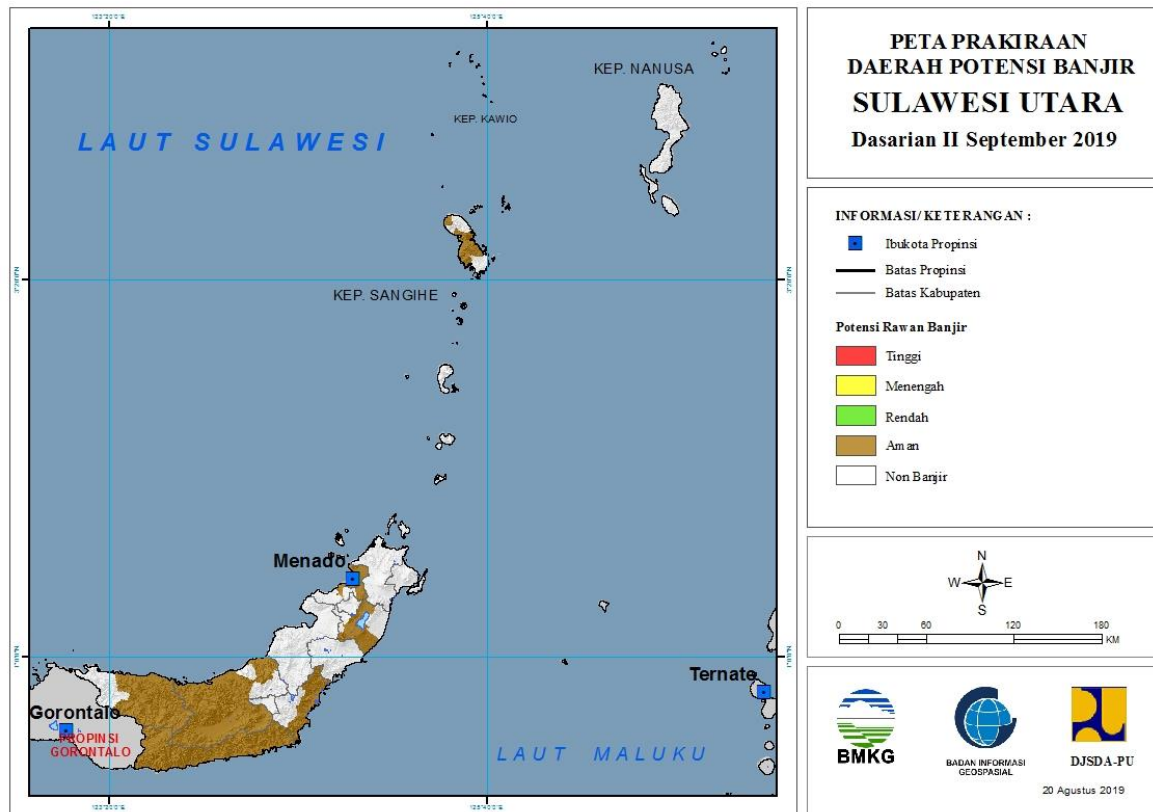 KEP. NANUSA
KEP. KAWIO
LAUT SULAWESI
KEP. SANGIHE
Menado
Ternate
Gorontalo
PROPINSI
GORONTALO
LAUT MALUKU
PETA PRAKIRAAN
DAERAH POTENSI BANJIR
SULAWESI UTARA
Dasarian II September 2019
INFORMASI/ KETERANGAN :
Ibukota Propinsi
Batas Propinsi
Batas Kabupaten
Potensi Rawan Banjir
Tinggi
Menengah
Rendah
Aman
Non Banjir
N
W E
S
0 30 60 120 180
KM
BMKG
BADAN INFORMASI
GEOSPASIAL
DJSDA-PU
20 Agustus 2019